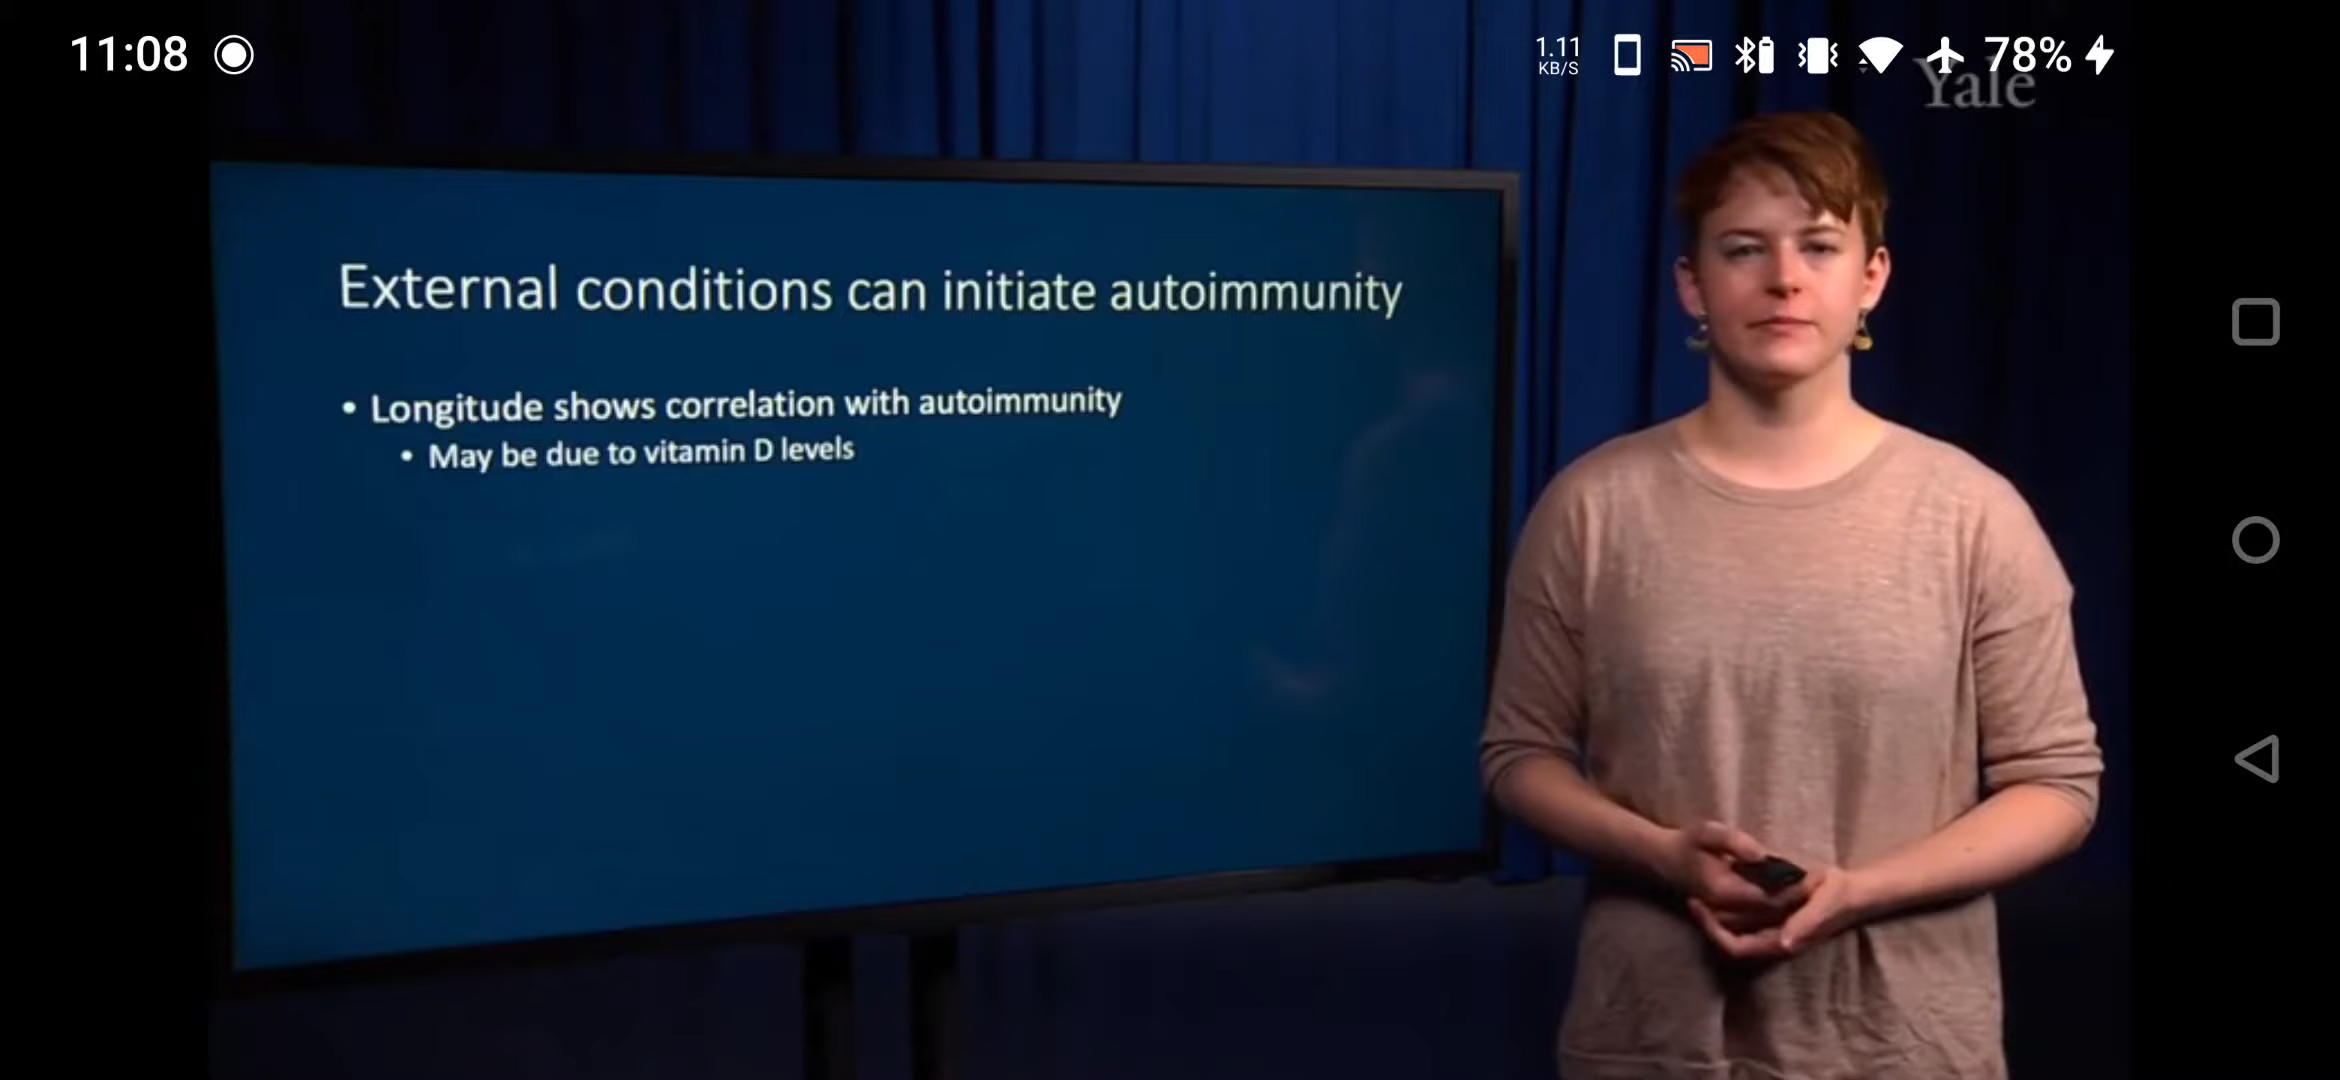 11:08
1.11
KB/S
78%
Yale
External conditions can initiate autoimmunity
• Longitude shows correlation with autoimmunity
• May be due to vitamin D levels